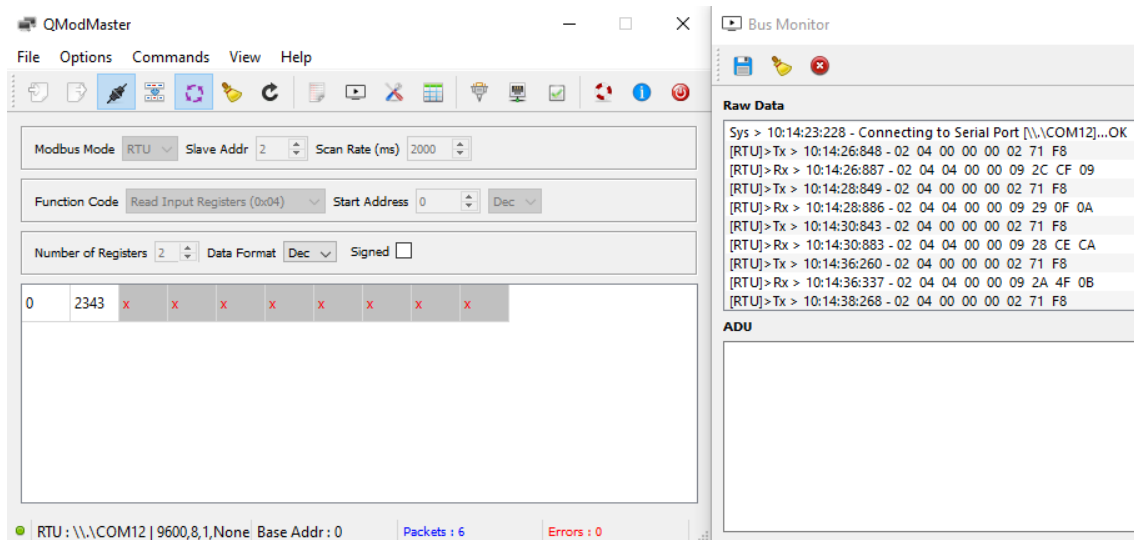 QModMaster
File Options Commands View Help
Modbus Mode RTU Slave Addr 2 Scan Rate (ms) 2000
Function Code Read Input Registers (0x04) Start Address 0 Dec
Number of Registers 2 Data Format Dec Signed
0 2343 x x x x x x x x
RTU : \\.\COM12 | 9600,8,1,None Base Addr : 0 Packets : 6 Errors : 0
Bus Monitor
Raw Data
Sys > 10:14:23:228 - Connecting to Serial Port [\\.\COM12]...OK
[RTU]>Tx > 10:14:26:848 - 02 04 00 00 00 02 71 F8
[RTU]>Rx > 10:14:26:887 - 02 04 04 00 00 09 2C CF 09
[RTU]>Tx > 10:14:28:849 - 02 04 00 00 00 02 71 F8
[RTU]>Rx > 10:14:28:886 - 02 04 04 00 00 09 29 0F 0A
[RTU]>Tx > 10:14:30:843 - 02 04 00 00 00 02 71 F8
[RTU]>Rx > 10:14:30:883 - 02 04 04 00 00 09 28 CE CA
[RTU]>Tx > 10:14:36:260 - 02 04 00 00 00 02 71 F8
[RTU]>Rx > 10:14:36:337 - 02 04 04 00 00 09 2A 4F 0B
[RTU]>Tx > 10:14:38:268 - 02 04 00 00 00 02 71 F8
ADU